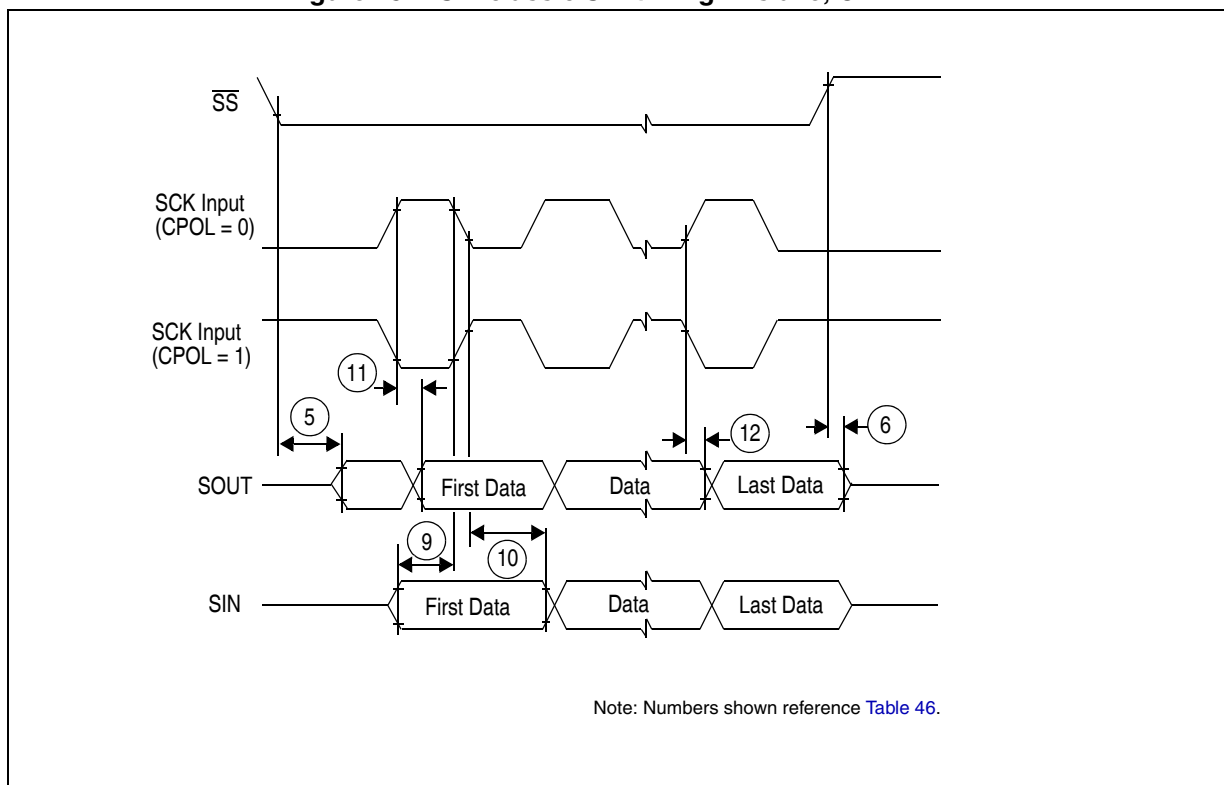 SS
SCK Input
(CPOL = 0)
SCK Input
(CPOL = 1)
11
5
12
6
SOUT
First Data
Data
Last Data
9
10
SIN
First Data
Data
Last Data
Note: Numbers shown reference Table 46.